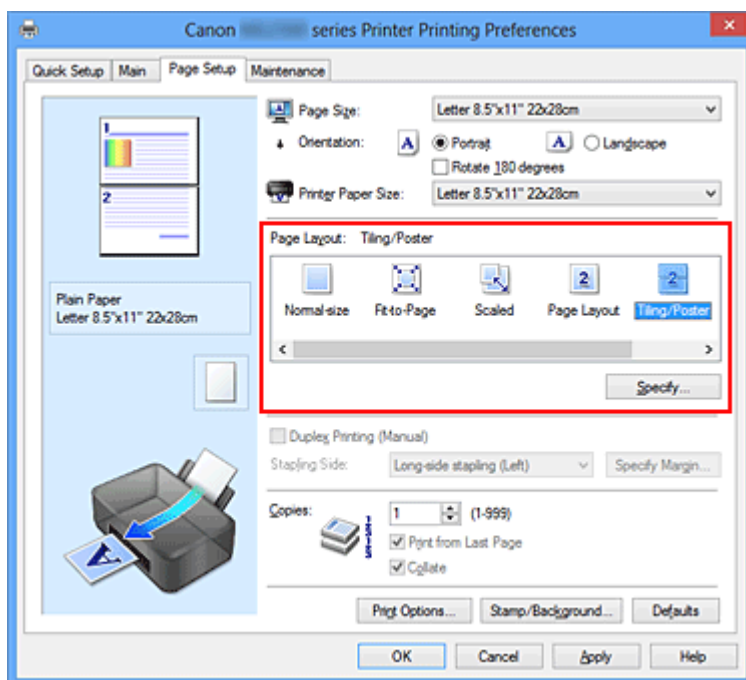 Canon series Printer Printing Preferences
Quick Setup Main Page Setup Maintenance
Page Size: Letter 8.5"x11" 22x28cm
Orientation: A Portrait A Landscape
Rotate 180 degrees
Printer Paper Size: Letter 8.5"x11" 22x28cm
1
2
Page Layout: Tiling/Poster
2 2
Normal-size Fit-to-Page Scaled Page Layout Tiling/Poster
Plain Paper
Letter 8.5"x11" 22x28cm
Specify...
Duplex Printing (Manual)
Stapling Side: Long-side stapling (Left) Specify Margin...
Copies: 1 (1-999)
Print from Last Page
Collate
A
Print Options... Stamp/Background... Defaults
OK Cancel Apply Help